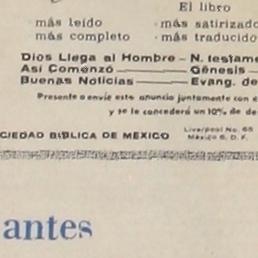 El libro
· más leído · más satirizado
más completo · más traducido
Dios Llega al Hombre – N. testame
Así Comenzó Génesis
Buenas Noticias Evang. de
Presente o envíe este anuncio juntamente con e
y se le concederá un 10% de de
CIEDAD BIBLICA DE MEXICO Liverpool No. 65
México 6, D. F.
antes